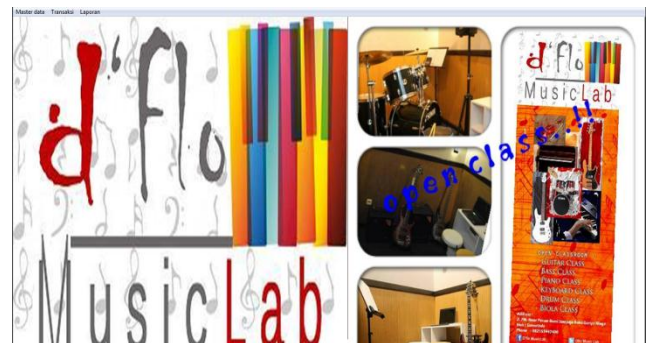 Master data Transaksi Laporan
d'flo
MusicLab
open class..!!
d'flo
MusicLab
OPEN CLASSROOM
GUITAR CLASS
BASS CLASS
PIANO CLASS
KEYBOARD CLASS
DRUM CLASS
BIOLA CLASS